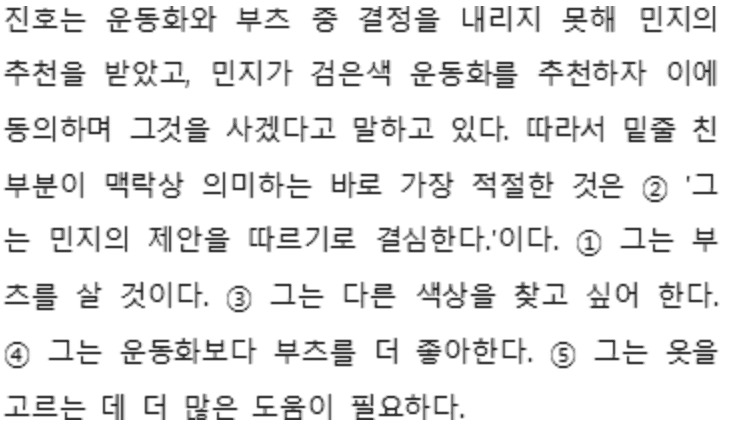 진호는 운동화와 부츠 중 결정을 내리지 못해 민지의
추천을 받았고, 민지가 검은색 운동화를 추천하자 이에
동의하며 그것을 사겠다고 말하고 있다. 따라서 밑줄 친
부분이 맥락상 의미하는 바로 가장 적절한 것은 ② '그
는 민지의 제안을 따르기로 결심한다.'이다. ① 그는 부
츠를 살 것이다. ③ 그는 다른 색상을 찾고 싶어 한다.
④ 그는 운동화보다 부츠를 더 좋아한다. ⑤ 그는 옷을
고르는 데 더 많은 도움이 필요하다.